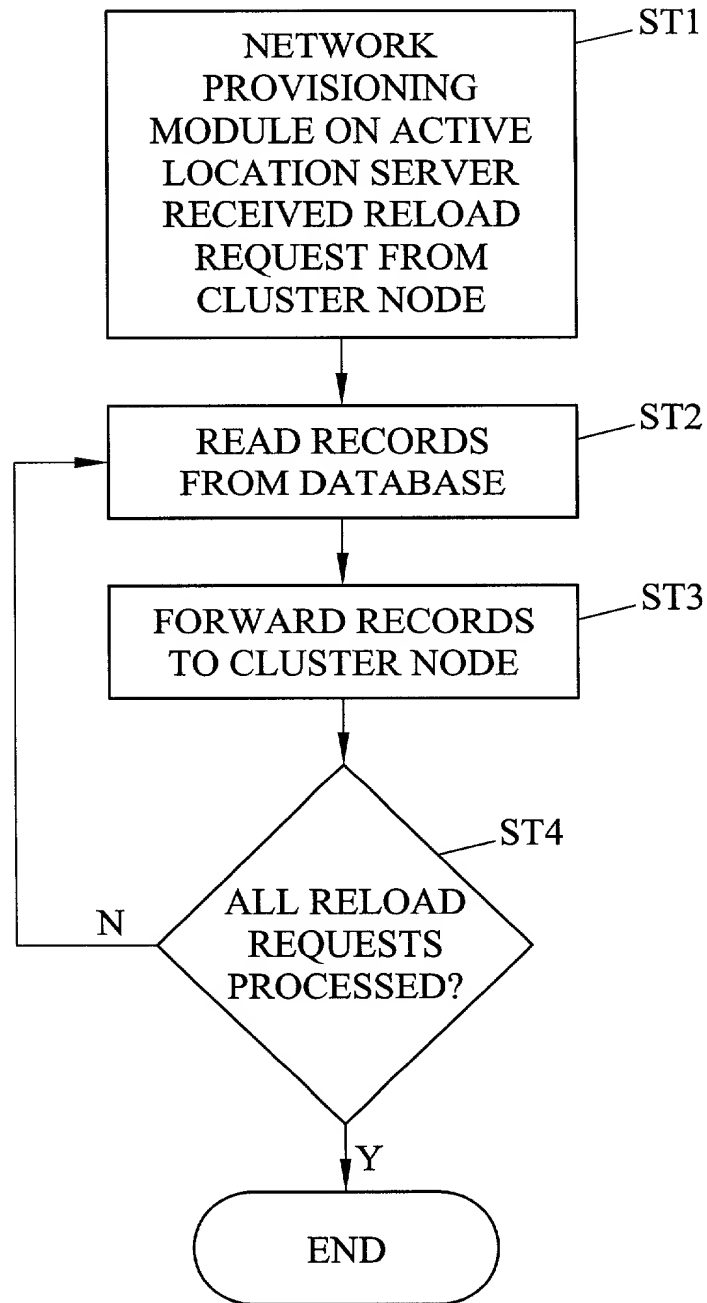 ST1
NETWORK
PROVISIONING
MODULE ON ACTIVE
LOCATION SERVER
RECEIVED RELOAD
REQUEST FROM
CLUSTER NODE
ST2
READ RECORDS
FROM DATABASE
ST3
FORWARD RECORDS
TO CLUSTER NODE
ST4
ALL RELOAD
REQUESTS
PROCESSED?
N
Y
END